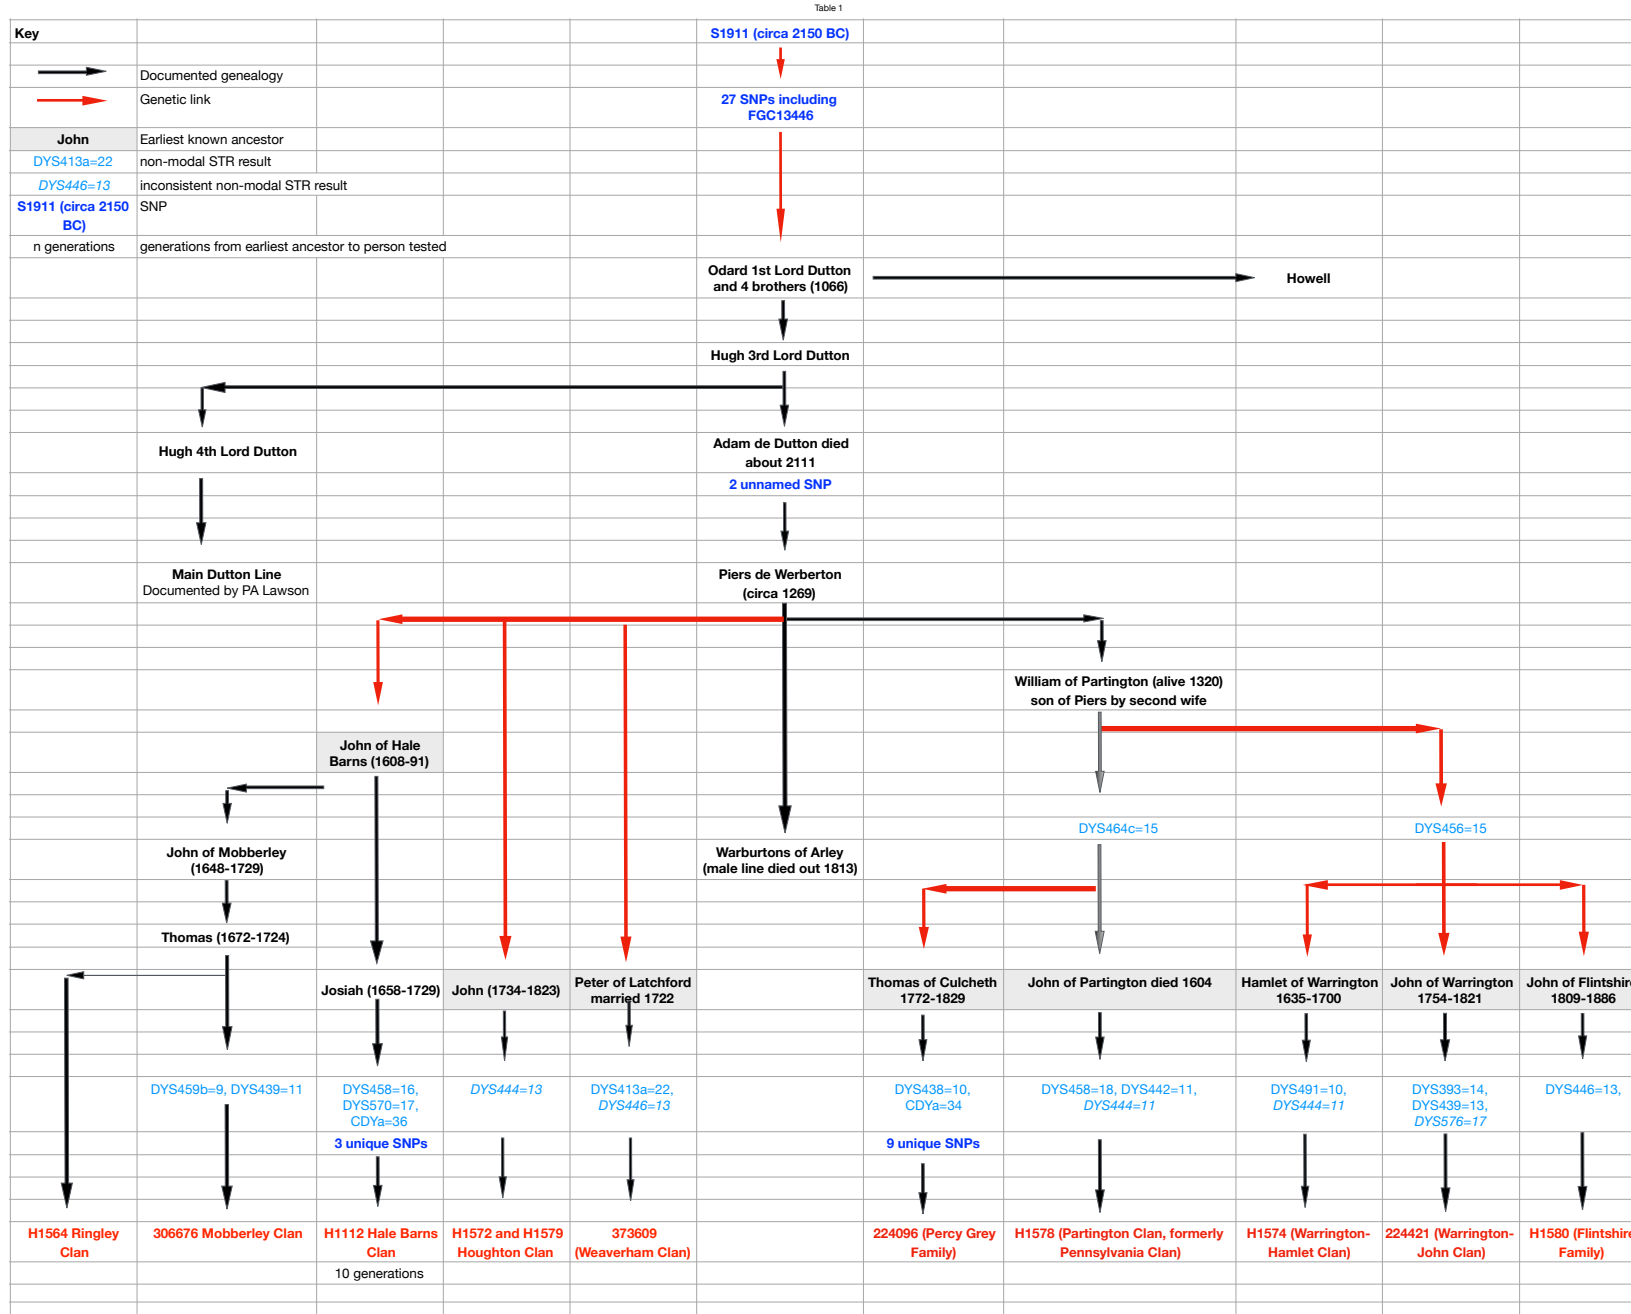 Table 1
Key
S1911 (circa 2150 BC)
Documented genealogy
Genetic link
27 SNPs including
FGC13446
John
Earliest known ancestor
DYS413a=22
non-modal STR result
DYS446=13
inconsistent non-modal STR result
S1911 (circa 2150
BC)
SNP
n generations
generations from earliest ancestor to person tested
Odard 1st Lord Dutton
and 4 brothers (1066)
Howell
Hugh 3rd Lord Dutton
Hugh 4th Lord Dutton
Adam de Dutton died
about 2111
2 unnamed SNP
Main Dutton Line
Documented by PA Lawson
Piers de Werberton
(circa 1269)
William of Partington (alive 1320)
son of Piers by second wife
John of Hale
Barns (1608-91)
DYS464c=15
DYS456=15
John of Mobberley
(1648-1729)
Warburtons of Arley
(male line died out 1813)
Thomas (1672-1724)
Josiah (1658-1729)
John (1734-1823)
Peter of Latchford
married 1722
Thomas of Culcheth
1772-1829
John of Partington died 1604
Hamlet of Warrington
1635-1700
John of Warrington
1754-1821
John of Flintshire
1809-1886
DYS459b=9, DYS439=11
DYS458=16,
DYS570=17,
CDYa=36
DYS444=13
DYS413a=22,
DYS446=13
DYS438=10,
CDYa=34
DYS458=18, DYS442=11,
DYS444=11
DYS491=10,
DYS444=11
DYS393=14,
DYS439=13,
DYS576=17
DYS446=13,
3 unique SNPs
9 unique SNPs
H1564 Ringley
Clan
306676 Mobberley Clan
H1112 Hale Barns
Clan
H1572 and H1579
Houghton Clan
373609
(Weaverham Clan)
224096 (Percy Grey
Family)
H1578 (Partington Clan, formerly
Pennsylvania Clan)
H1574 (Warrington-
Hamlet Clan)
224421 (Warrington-
John Clan)
H1580 (Flintshire
Family)
10 generations